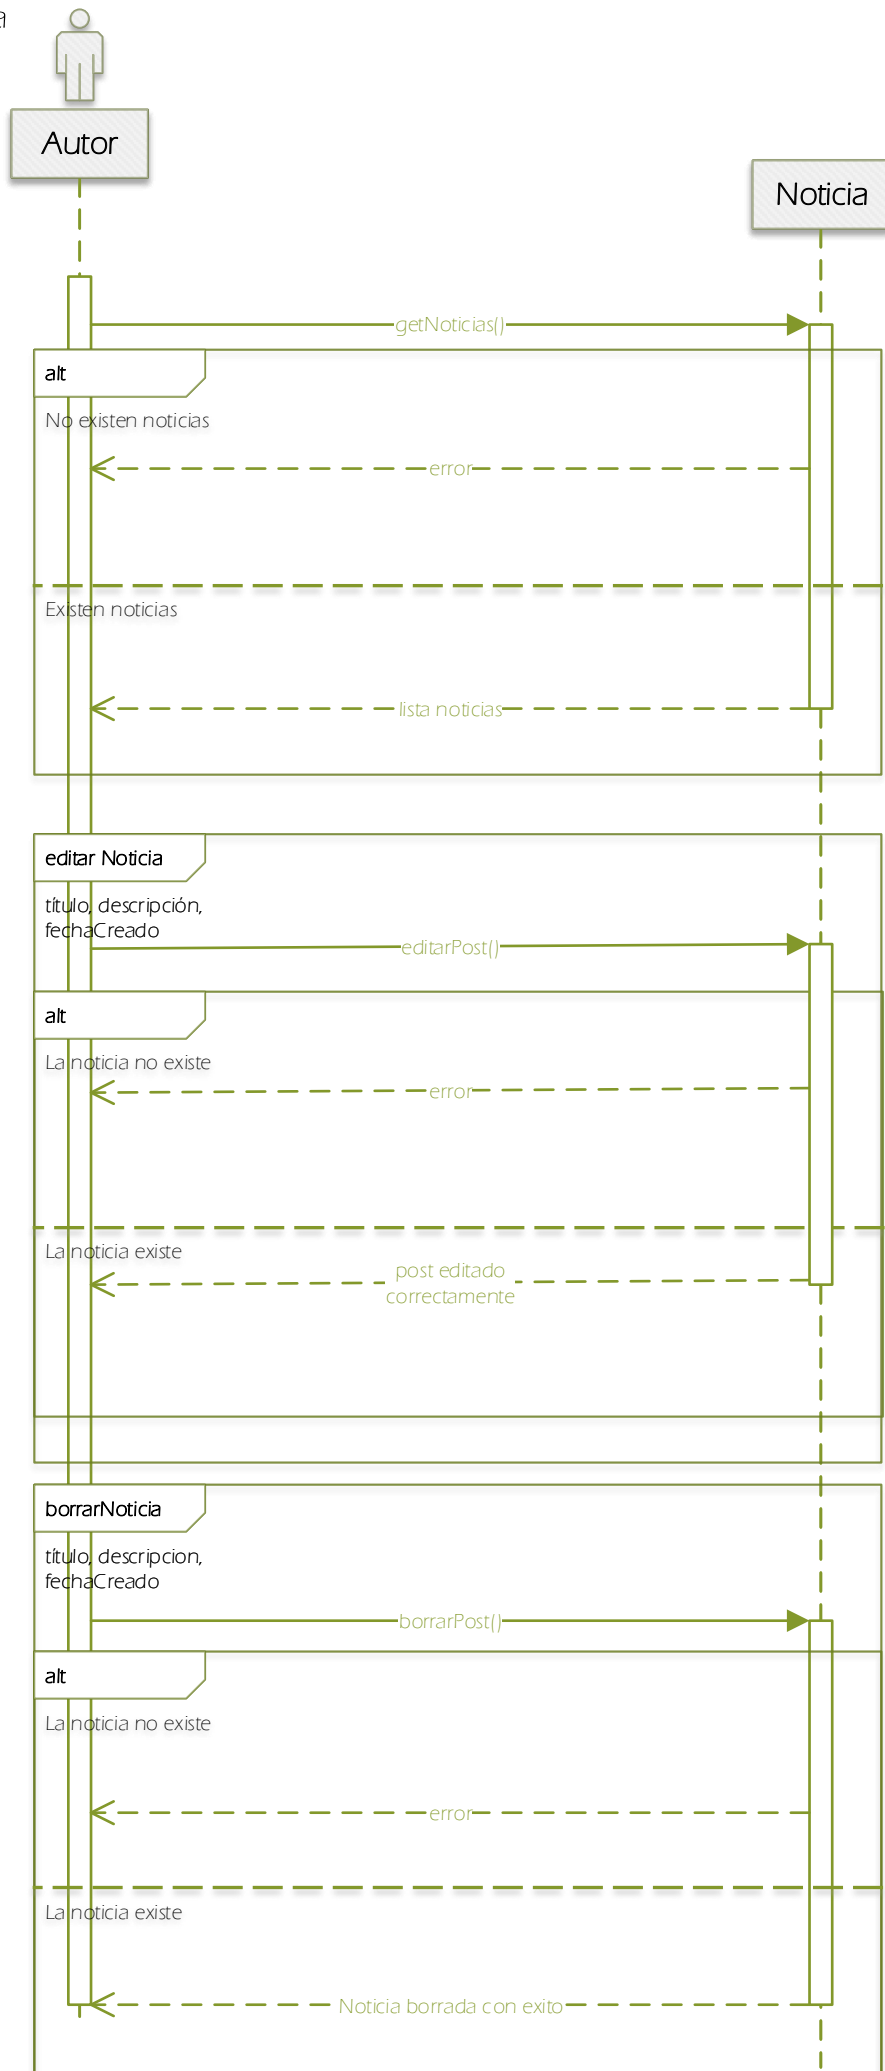 Autor
Noticia
getNoticias()
alt
No existen noticias
error
Existen noticias
lista noticias
editar Noticia
título, descripción,
fechaCreado
editarPost()
alt
La noticia no existe
error
La noticia existe
post editado
correctamente
borrarNoticia
título, descripcion,
fechaCreado
borrarPost()
alt
La noticia no existe
error
La noticia existe
Noticia borrada con exito